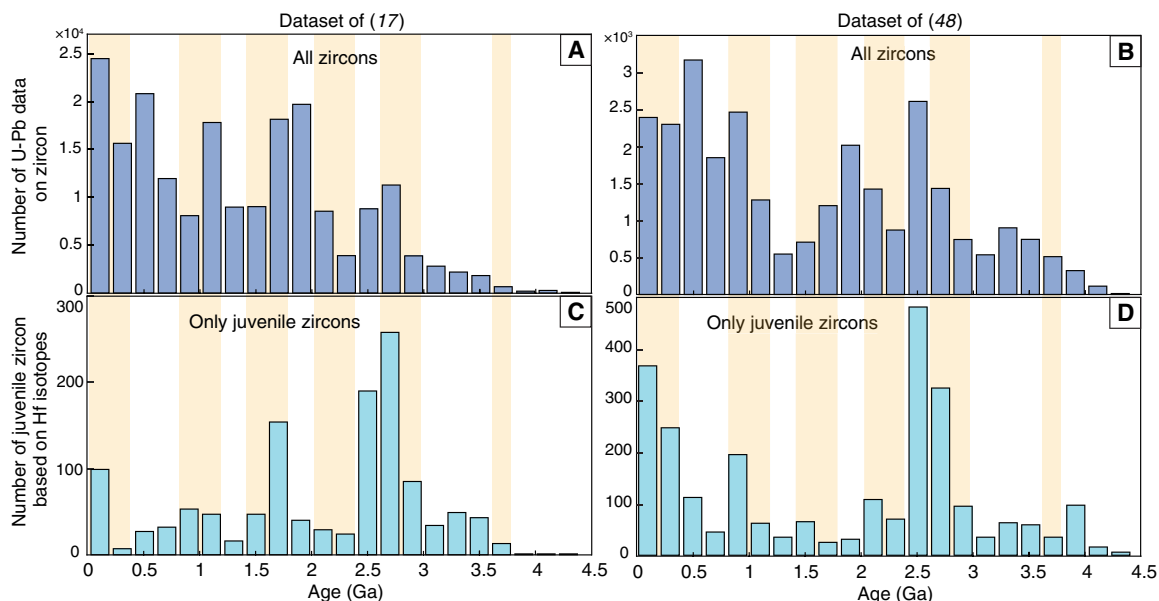 Dataset of (17)
Dataset of (48)
×10⁴
2.5
2
1.5
1
0.5
0
Number of U-Pb data
on zircon
All zircons
A
×10³
3
2.5
2
1.5
1
0.5
0
All zircons
B
300
200
100
0
Number of juvenile zircon
based on Hf isotopes
Only juvenile zircons
C
0 0.5 1 1.5 2 2.5 3 3.5 4 4.5
Age (Ga)
500
400
300
200
100
0
Only juvenile zircons
D
0 0.5 1 1.5 2 2.5 3 3.5 4 4.5
Age (Ga)